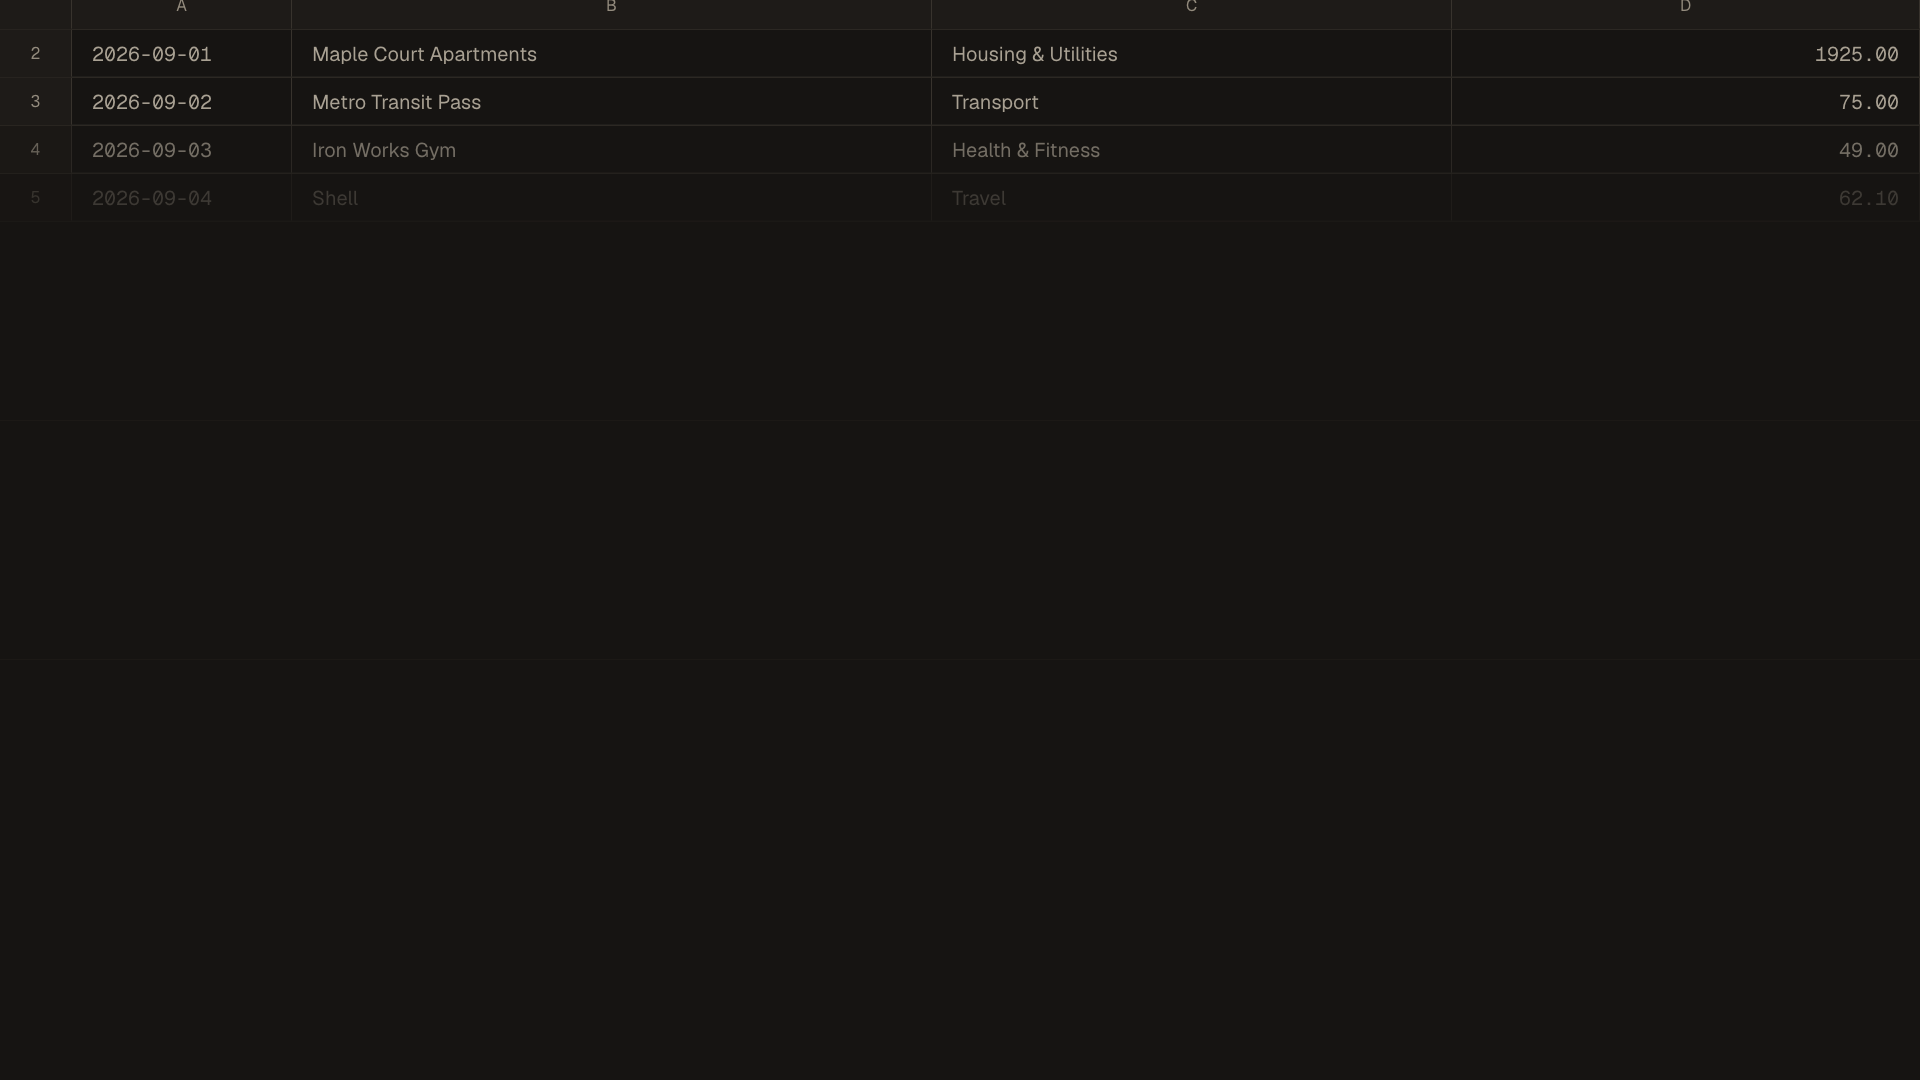 A B C D
2 2026-09-01 Maple Court Apartments Housing & Utilities 1925.00
3 2026-09-02 Metro Transit Pass Transport 75.00
4 2026-09-03 Iron Works Gym Health & Fitness 49.00
5 2026-09-04 Shell Travel 62.10